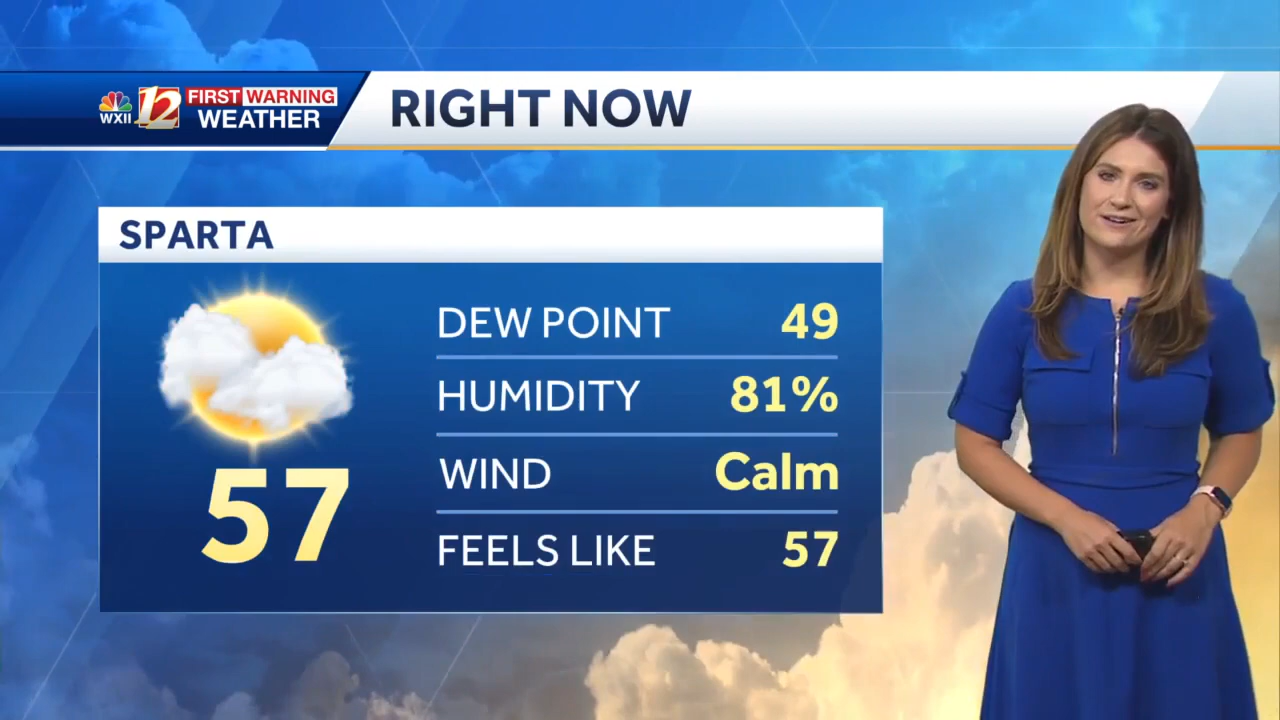 WXII 12 FIRST WARNING
WEATHER
RIGHT NOW
SPARTA
57
DEW POINT 49
HUMIDITY 81%
WIND Calm
FEELS LIKE 57